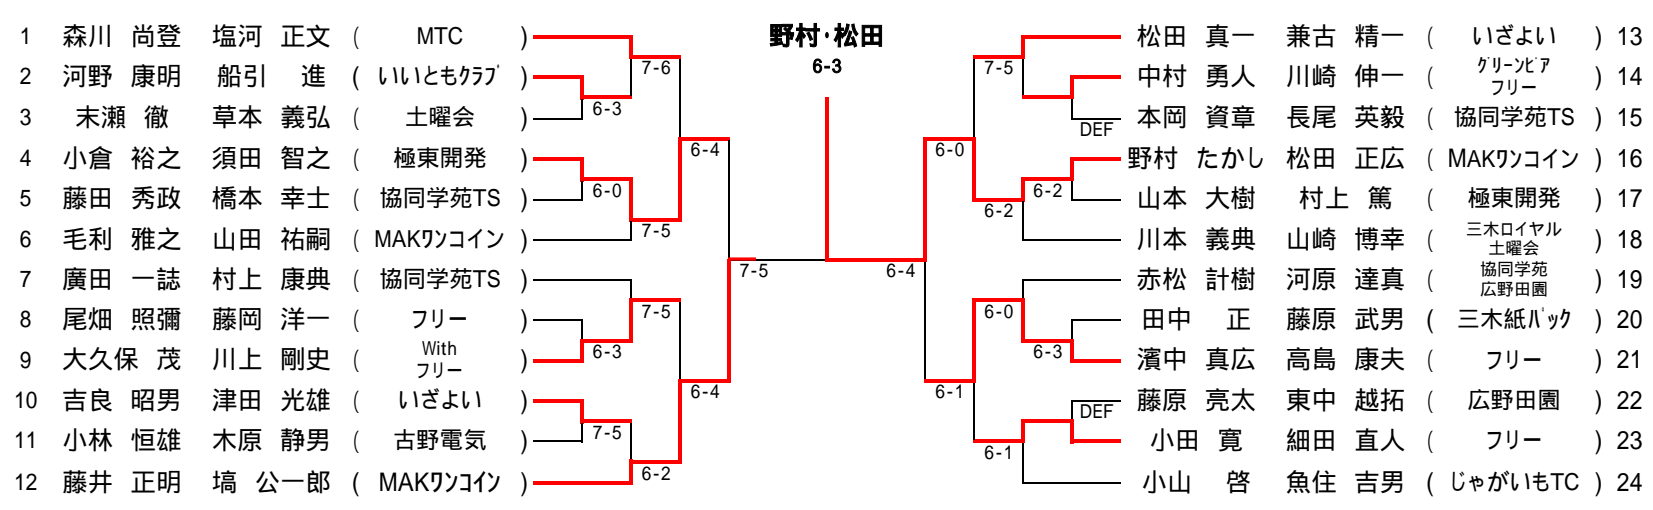 野村・松田
6-3
1 森川 尚登 塩河 正文 ( MTC )
2 河野 康明 船引 進 ( いいともクラブ )
3 末瀬 徹 草本 義弘 ( 土曜会 )
4 小倉 裕之 須田 智之 ( 極東開発 )
5 藤田 秀政 橋本 幸士 ( 協同学苑TS )
6 毛利 雅之 山田 祐嗣 ( MAKワンコイン )
7 廣田 一誌 村上 康典 ( 協同学苑TS )
8 尾畑 照彌 藤岡 洋一 ( フリー )
9 大久保 茂 川上 剛史 ( With フリー )
10 吉良 昭男 津田 光雄 ( いざよい )
11 小林 恒雄 木原 静男 ( 古野電気 )
12 藤井 正明 塙 公一郎 ( MAKワンコイン )
7-6
6-3
6-4
6-0
7-5
7-5
7-5
6-3
6-4
7-5
6-2
松田 真一 兼古 精一 ( いざよい ) 13
中村 勇人 川崎 伸一 ( グリーンピア フリー ) 14
本岡 資章 長尾 英毅 ( 協同学苑TS ) 15
野村 たかし 松田 正広 ( MAKワンコイン ) 16
山本 大樹 村上 篤 ( 極東開発 ) 17
川本 義典 山崎 博幸 ( 三木ロイヤル 土曜会 ) 18
赤松 計樹 河原 達真 ( 協同学苑 広野田園 ) 19
田中 正 藤原 武男 ( 三木紙パック ) 20
濱中 真広 高島 康夫 ( フリー ) 21
藤原 亮太 東中 越拓 ( 広野田園 ) 22
小田 寛 細田 直人 ( フリー ) 23
小山 啓 魚住 吉男 ( じゃがいもTC ) 24
7-5
DEF
6-0
6-2
6-2
6-4
6-0
6-3
6-1
DEF
6-1